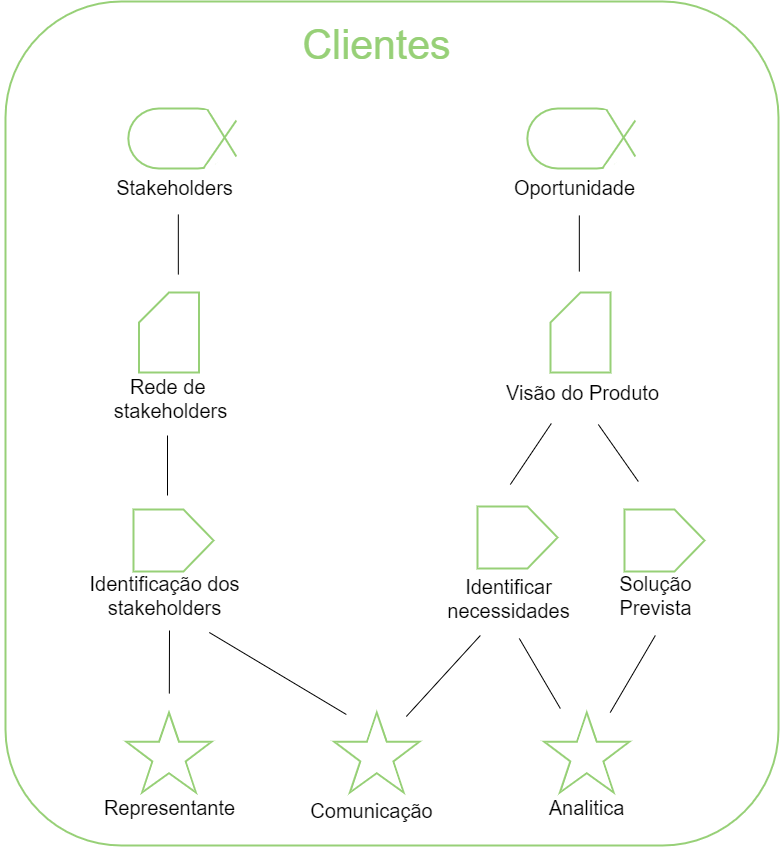 Clientes
Stakeholders
Oportunidade
Rede de
stakeholders
Visão do Produto
Identificação dos
stakeholders
Identificar
necessidades
Solução
Prevista
Representante
Comunicação
Analitica